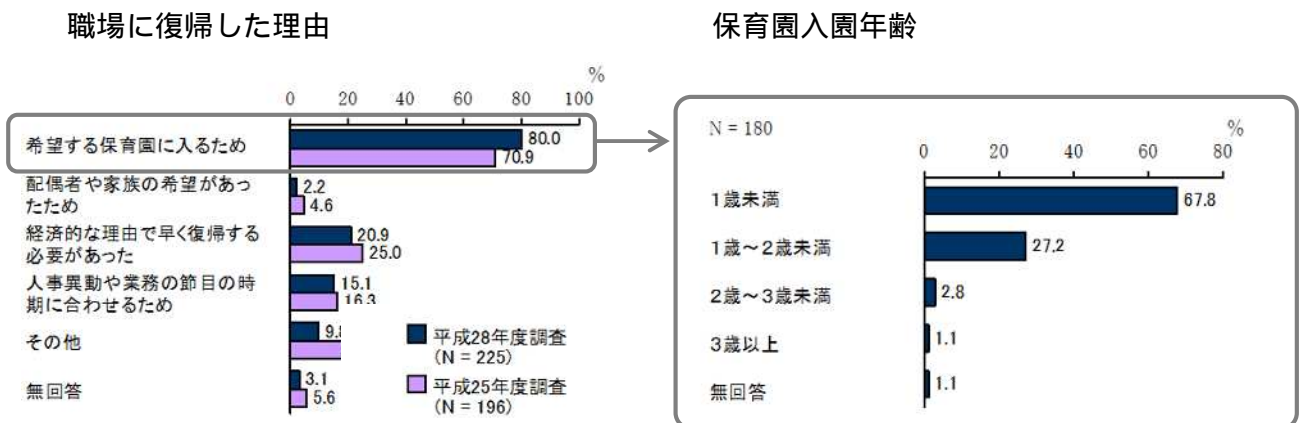 職場に復帰した理由
%
0 20 40 60 80 100
希望する保育園に入るため
80.0
70.9
配偶者や家族の希望があっ
たため
2.2
4.6
経済的な理由で早く復帰する
必要があった
20.9
25.0
人事異動や業務の節目の時
期に合わせるため
15.1
16.3
その他
無回答
3.1
5.6
平成28年度調査
(N = 225)
平成25年度調査
(N = 196)
保育園入園年齢
N = 180
%
0 20 40 60 80
1歳未満
67.8
1歳~2歳未満
27.2
2歳~3歳未満
2.8
3歳以上
1.1
無回答
1.1